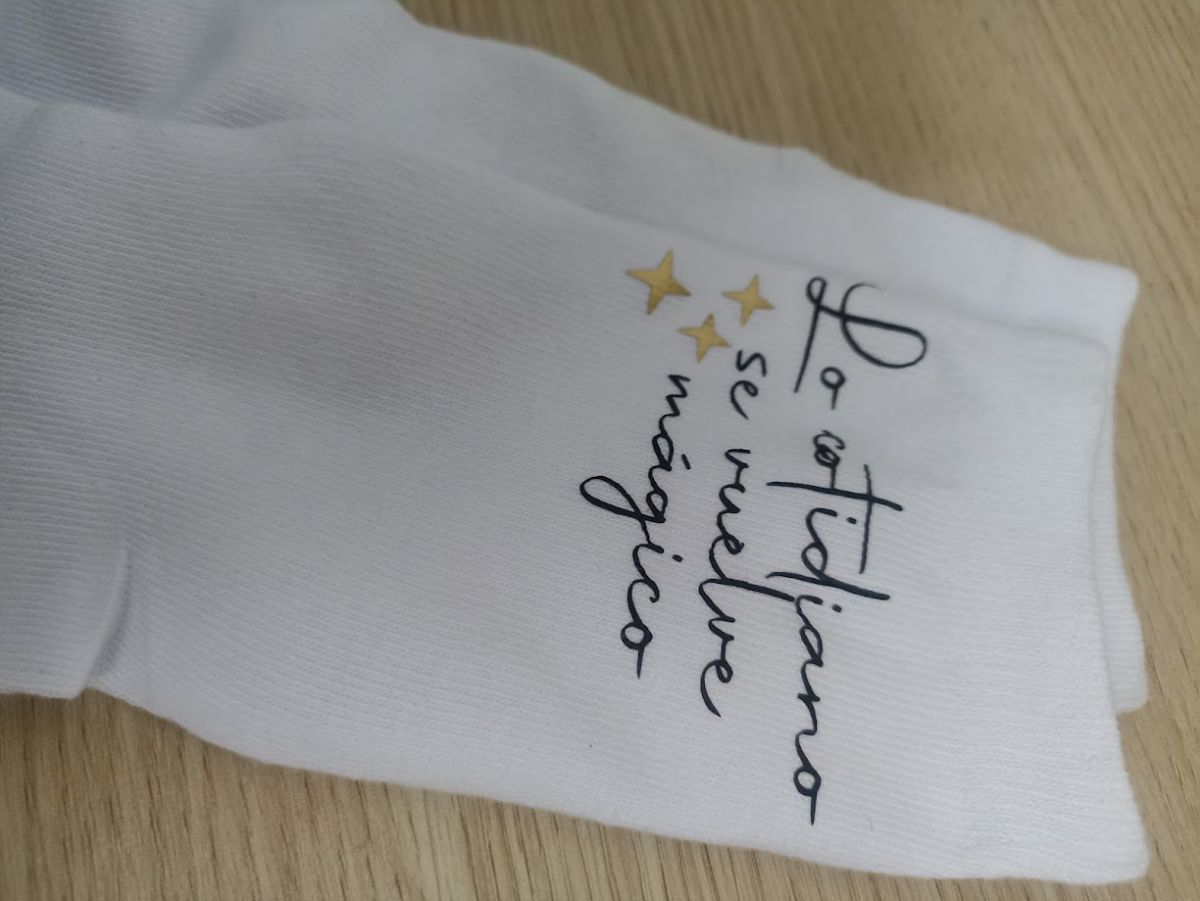 Lo cotidiano
se vuelve
mágico